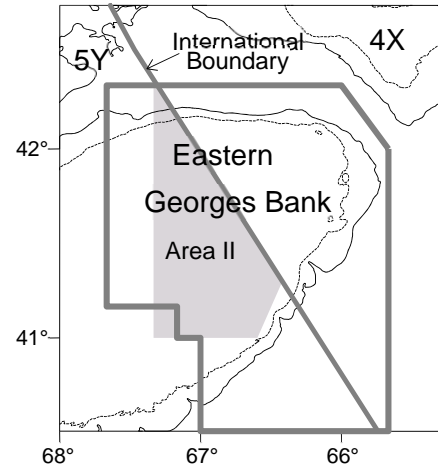 5Y
4X
International
Boundary
42°
Eastern
Georges Bank
Area II
41°
68°
67°
66°